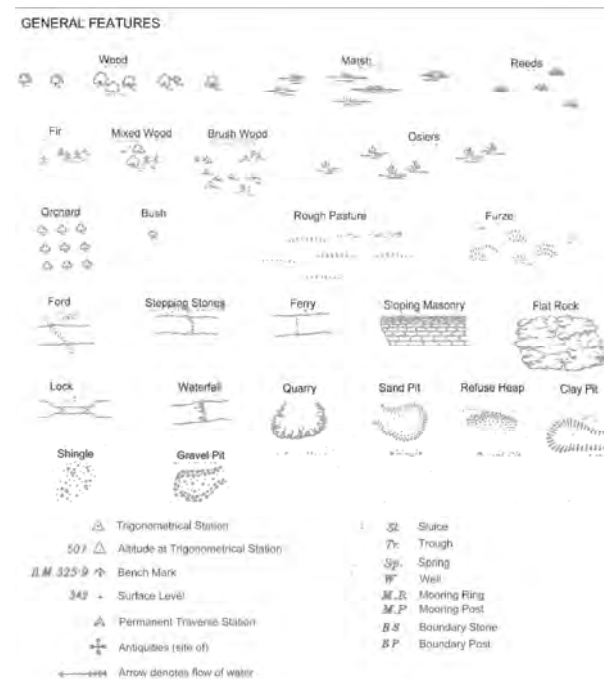 GENERAL FEATURES
Wood Marsh Reeds
Fir Mixed Wood Brush Wood Osiers
Orchard Bush Rough Pasture Furze
Ford Stepping Stones Ferry Sloping Masonry Flat Rock
Lock Waterfall Quarry Sand Pit Refuse Heap Clay Pit
Shingle Gravel Pit
Trigonometrical Station
507 Altitude at Trigonometrical Station
B.M 325.9 Bench Mark
342 Surface Level
Permanent Traverse Station
Antiquities (site of)
Arrow denotes flow of water
Sl. Sluice
Tr. Trough
Sp. Spring
W Well
M.R Mooring Ring
M.P Mooring Post
B S Boundary Stone
B P Boundary Post